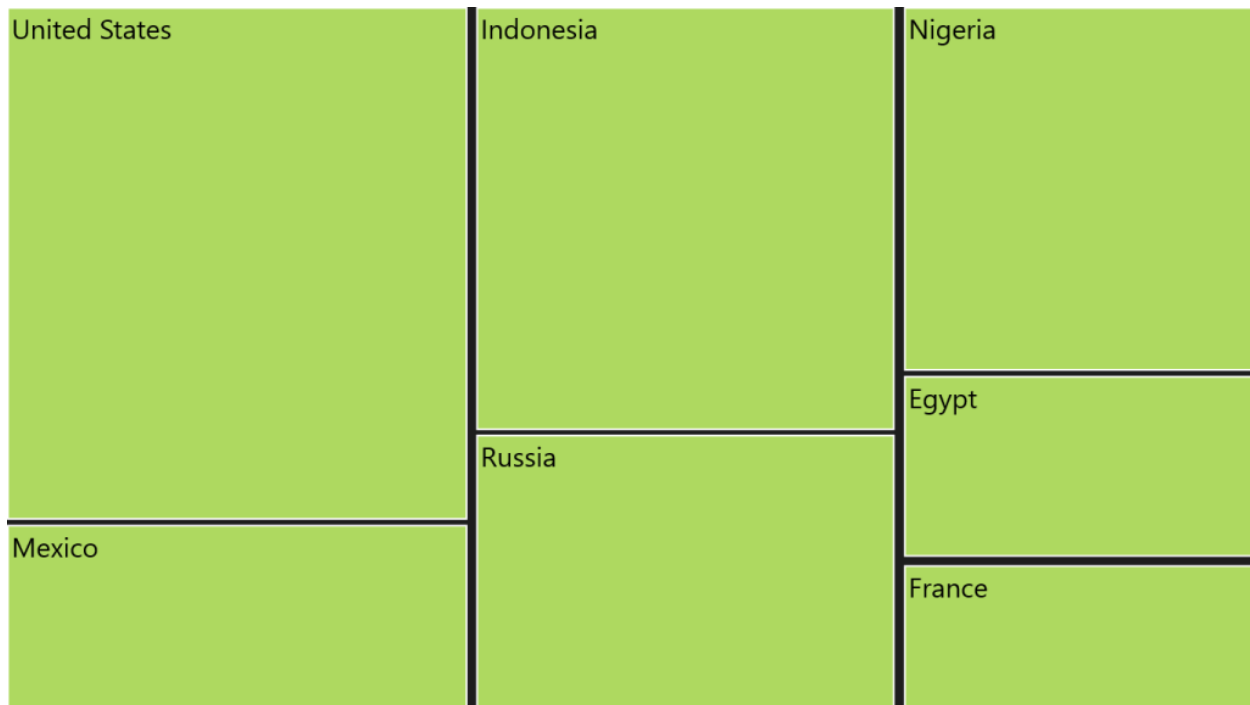 United States
Mexico
Indonesia
Russia
Nigeria
Egypt
France